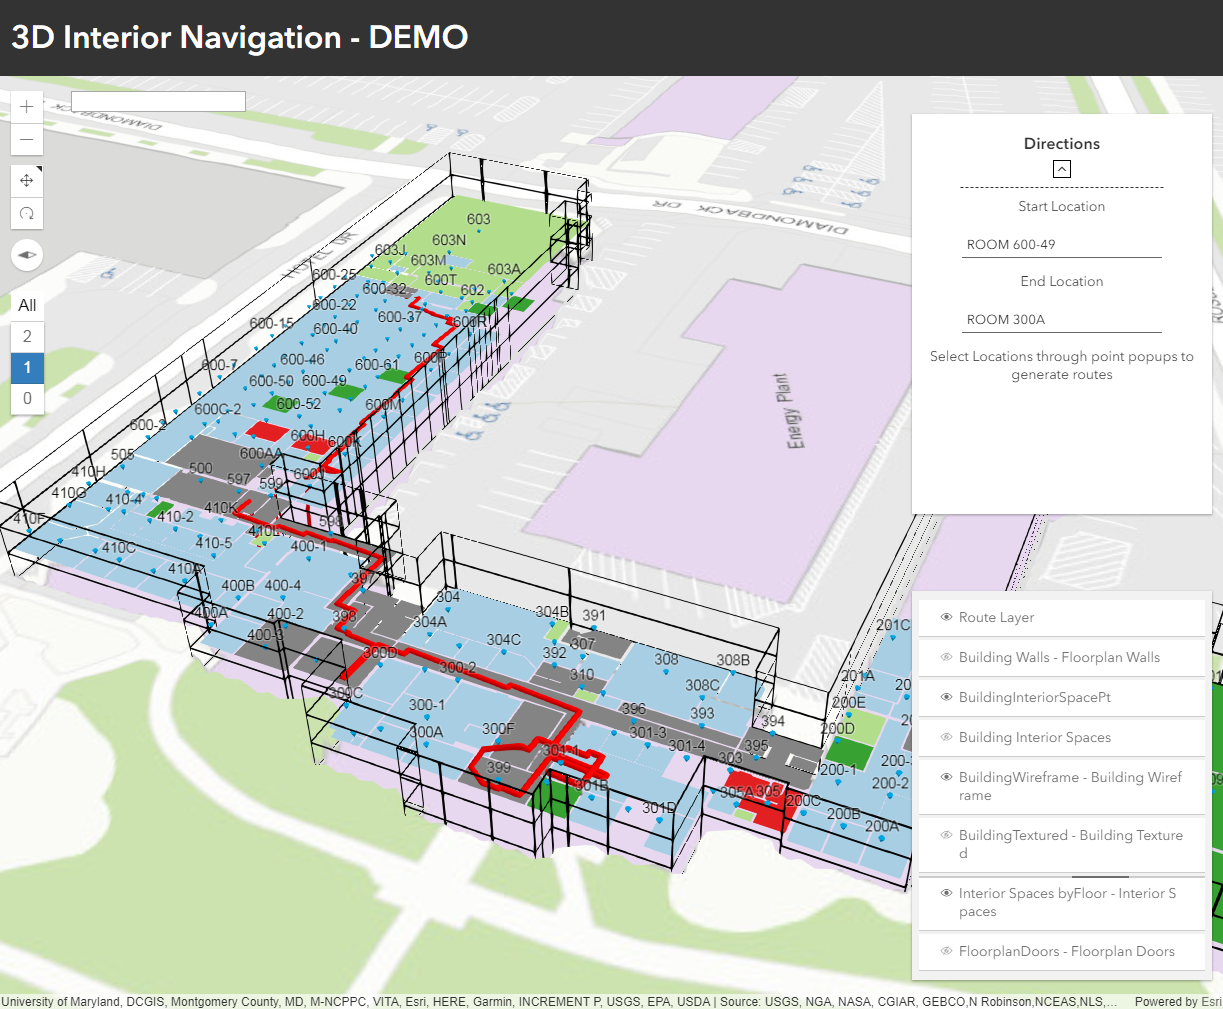 3D Interior Navigation - DEMO
DIAMONDBACK DR
HOTEL DR
All
2
1
0
603
603N
603J
603M
603A
600-25
600T
600-32
602
600-22
600-37
600R
600-15
600-40
600P
600-46
600-61
600-7
600-50
600-49
600C-2
600-52
600M
600-2
600H
600K
505
600AA
410H
500
600J
597
599
410G
410-4
410K
410F
410-2
598
410L
410-5
400-1
410C
410A
397
400B
400-4
304
400A
400-2
398
304A
304B
391
400-3
304C
307
300D
392
300-2
308
308B
310
300C
308C
300-1
396
393
394
300A
300F
301-3
301-1
301-4
395
303
399
301B
305A
305
301D
201C
201A
200E
200D
200-1
200-2
200C
200B
200A
Energy Plant
Directions
Start Location
ROOM 600-49
End Location
ROOM 300A
Select Locations through point popups to
generate routes
Route Layer
Building Walls - Floorplan Walls
BuildingInteriorSpacePt
Building Interior Spaces
BuildingWireframe - Building Wiref
rame
BuildingTextured - Building Texture
d
Interior Spaces byFloor - Interior S
paces
FloorplanDoors - Floorplan Doors
University of Maryland, DCGIS, Montgomery County, MD, M-NCPPC, VITA, Esri, HERE, Garmin, INCREMENT P, USGS, EPA, USDA | Source: USGS, NGA, NASA, CGIAR, GEBCO,N Robinson,NCEAS,NLS,...
Powered by Esri